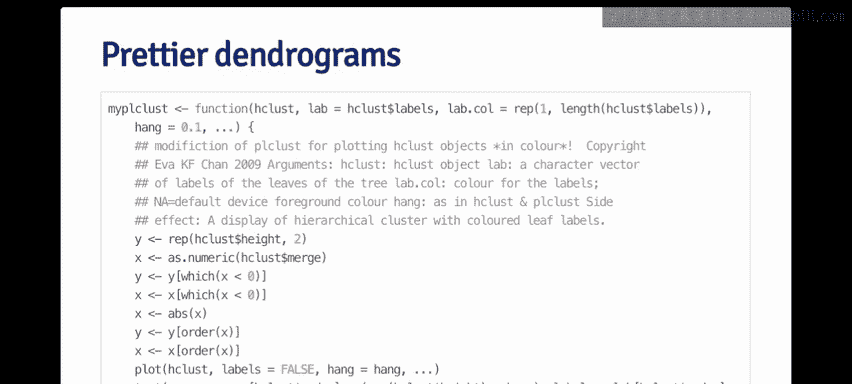 Prettier dendrograms
myplclust <- function(hclust, lab = hclust$labels, lab.col = rep(1, length(hclust$labels)),
hang = 0.1, ...) {
## modifiction of plclust for plotting hclust objects *in colour*! Copyright
## Eva KF Chan 2009 Arguments: hclust: hclust object lab: a character vector
## of labels of the leaves of the tree lab.col: colour for the labels;
## NA=default device foreground colour hang: as in hclust & plclust Side
## effect: A display of hierarchical cluster with coloured leaf labels.
y <- rep(hclust$height, 2)
x <- as.numeric(hclust$merge)
y <- y[which(x < 0)]
x <- x[which(x < 0)]
x <- abs(x)
y <- y[order(x)]
x <- x[order(x)]
plot(hclust, labels = FALSE, hang = hang, ...)